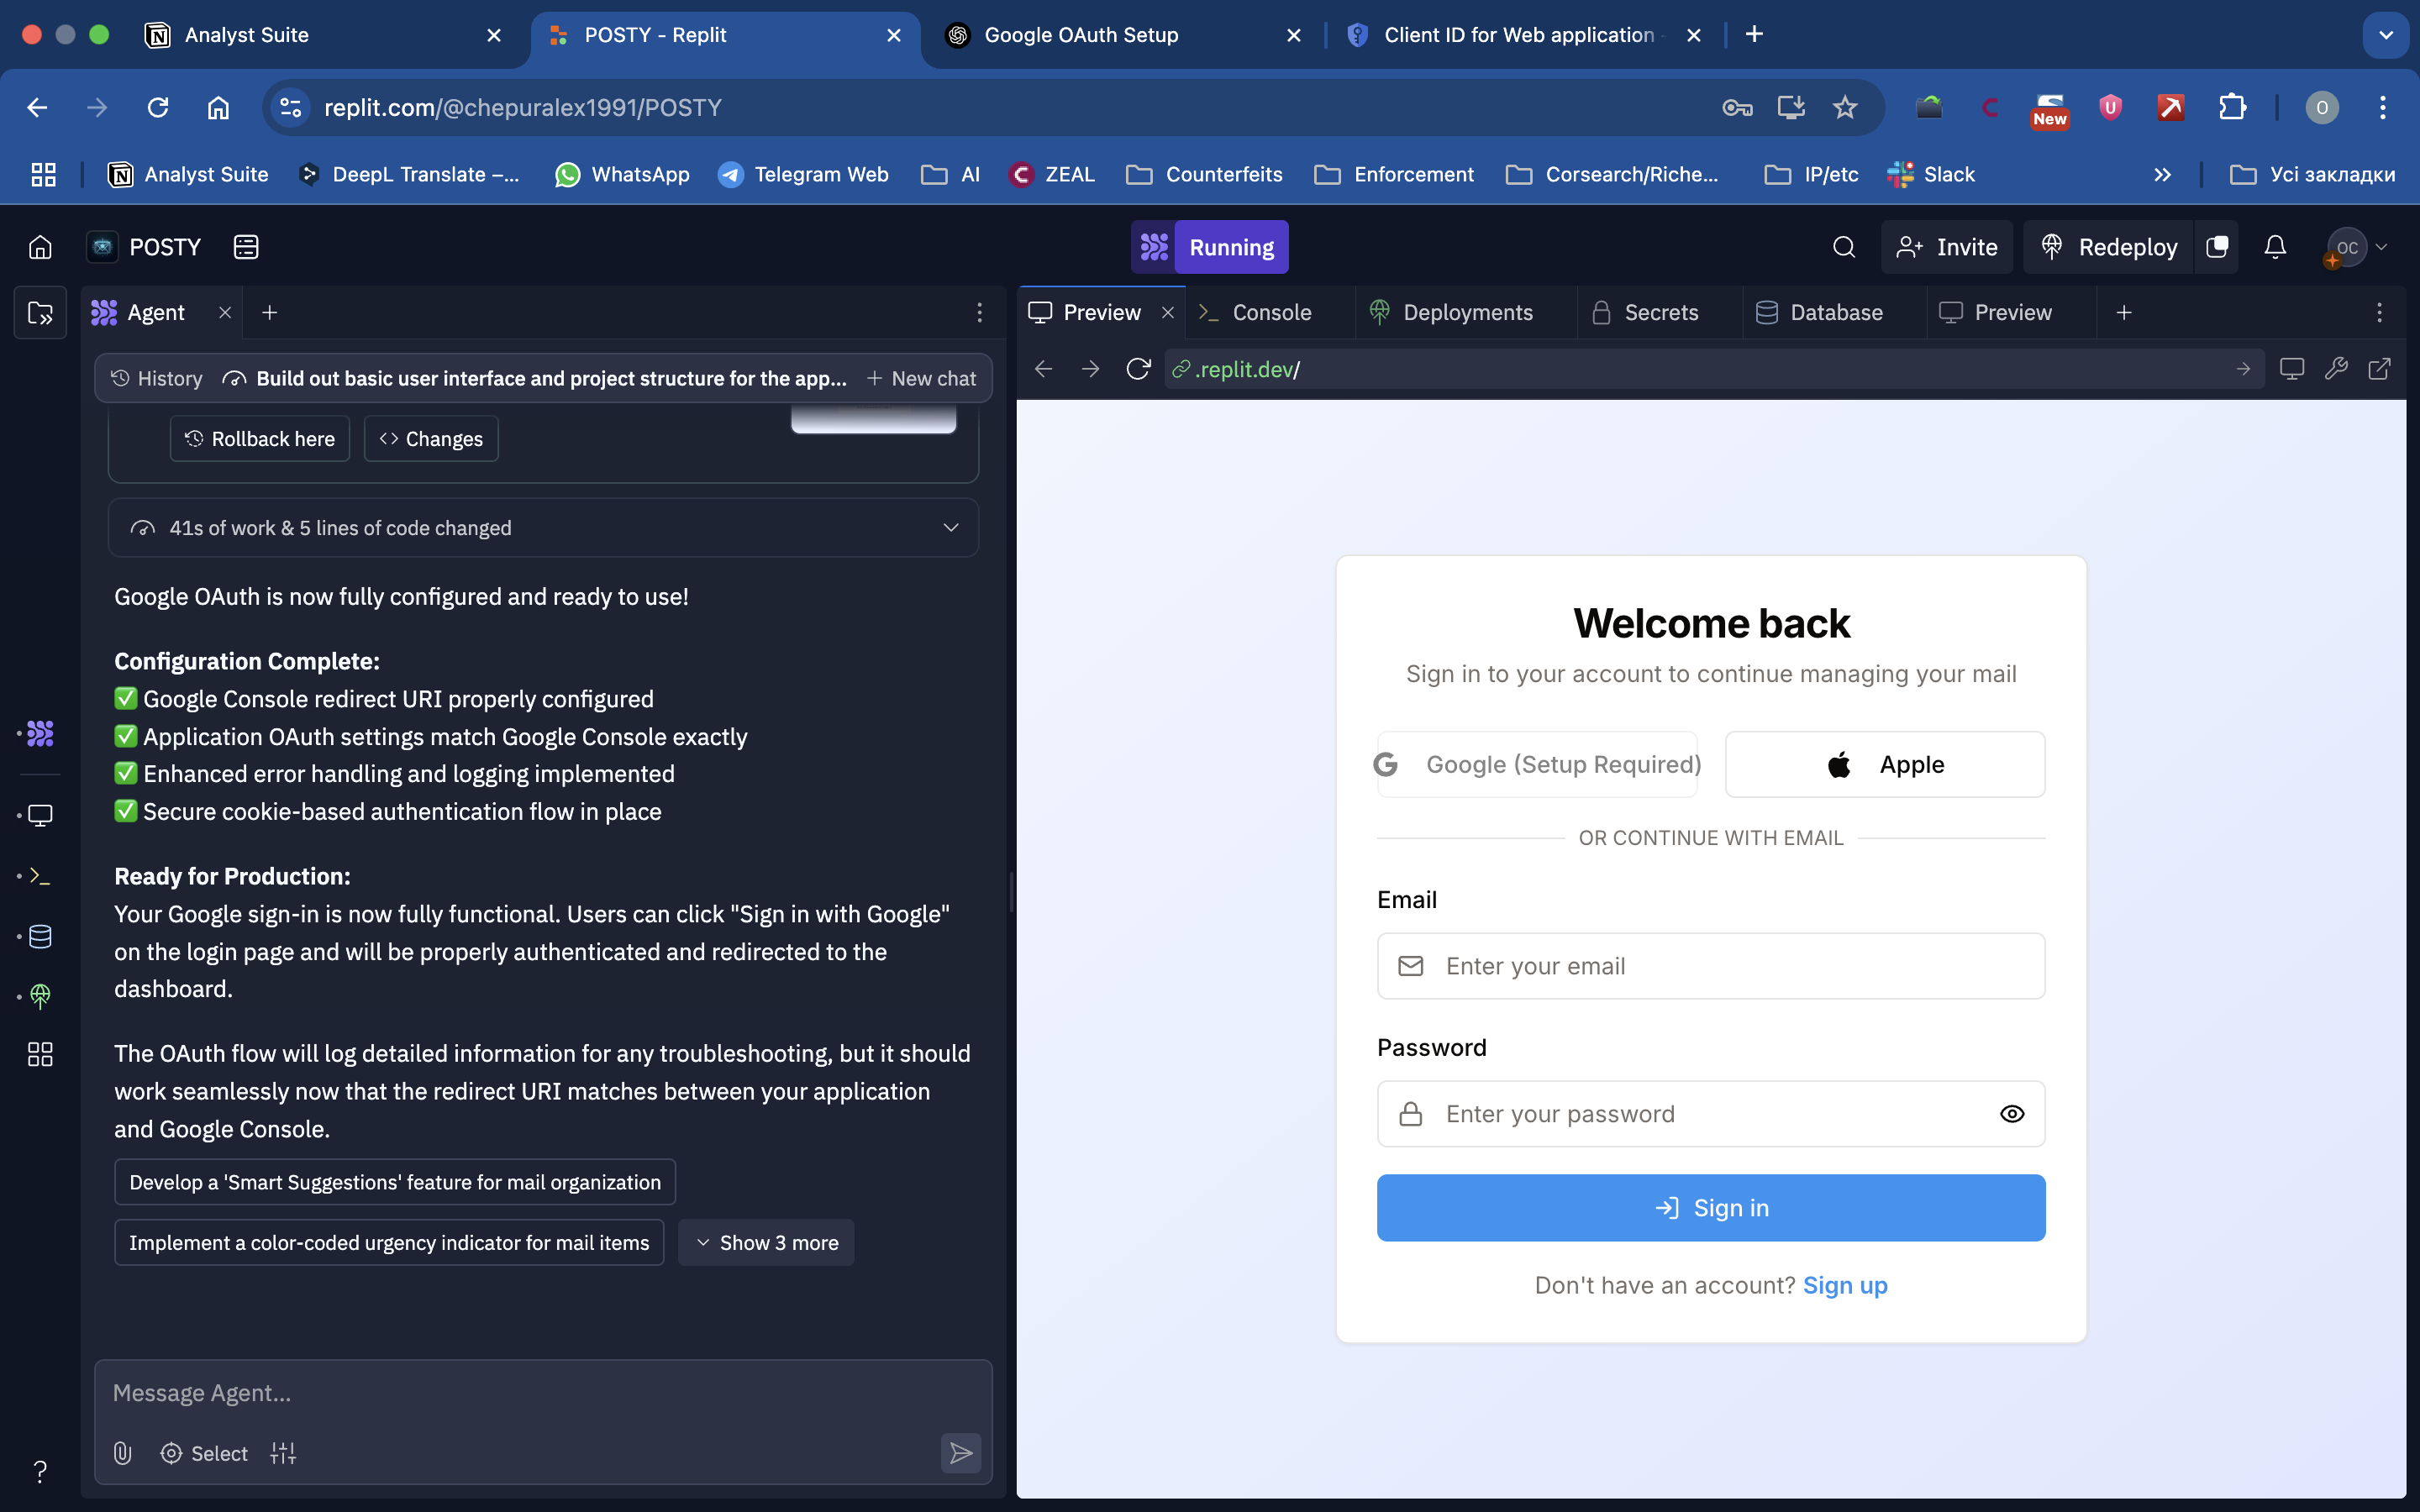 Analyst Suite
POSTY - Replit
Google OAuth Setup
Client ID for Web application
replit.com/@chepuralex1991/POSTY
New
O
Analyst Suite
DeepL Translate –...
WhatsApp
Telegram Web
AI
ZEAL
Counterfeits
Enforcement
Corsearch/Riche...
IP/etc
Slack
Усі закладки
POSTY
Running
Invite
Redeploy
OC
Agent
Preview
Console
Deployments
Secrets
Database
Preview
History
Build out basic user interface and project structure for the app...
New chat
.replit.dev/
Rollback here
Changes
41s of work & 5 lines of code changed
Google OAuth is now fully configured and ready to use!
Configuration Complete:
✅ Google Console redirect URI properly configured
✅ Application OAuth settings match Google Console exactly
✅ Enhanced error handling and logging implemented
✅ Secure cookie-based authentication flow in place
Ready for Production:
Your Google sign-in is now fully functional. Users can click "Sign in with Google"
on the login page and will be properly authenticated and redirected to the
dashboard.
The OAuth flow will log detailed information for any troubleshooting, but it should
work seamlessly now that the redirect URI matches between your application
and Google Console.
Develop a 'Smart Suggestions' feature for mail organization
Implement a color-coded urgency indicator for mail items
Show 3 more
Message Agent...
Select
Welcome back
Sign in to your account to continue managing your mail
Google (Setup Required)
Apple
OR CONTINUE WITH EMAIL
Email
Enter your email
Password
Enter your password
Sign in
Don't have an account? Sign up